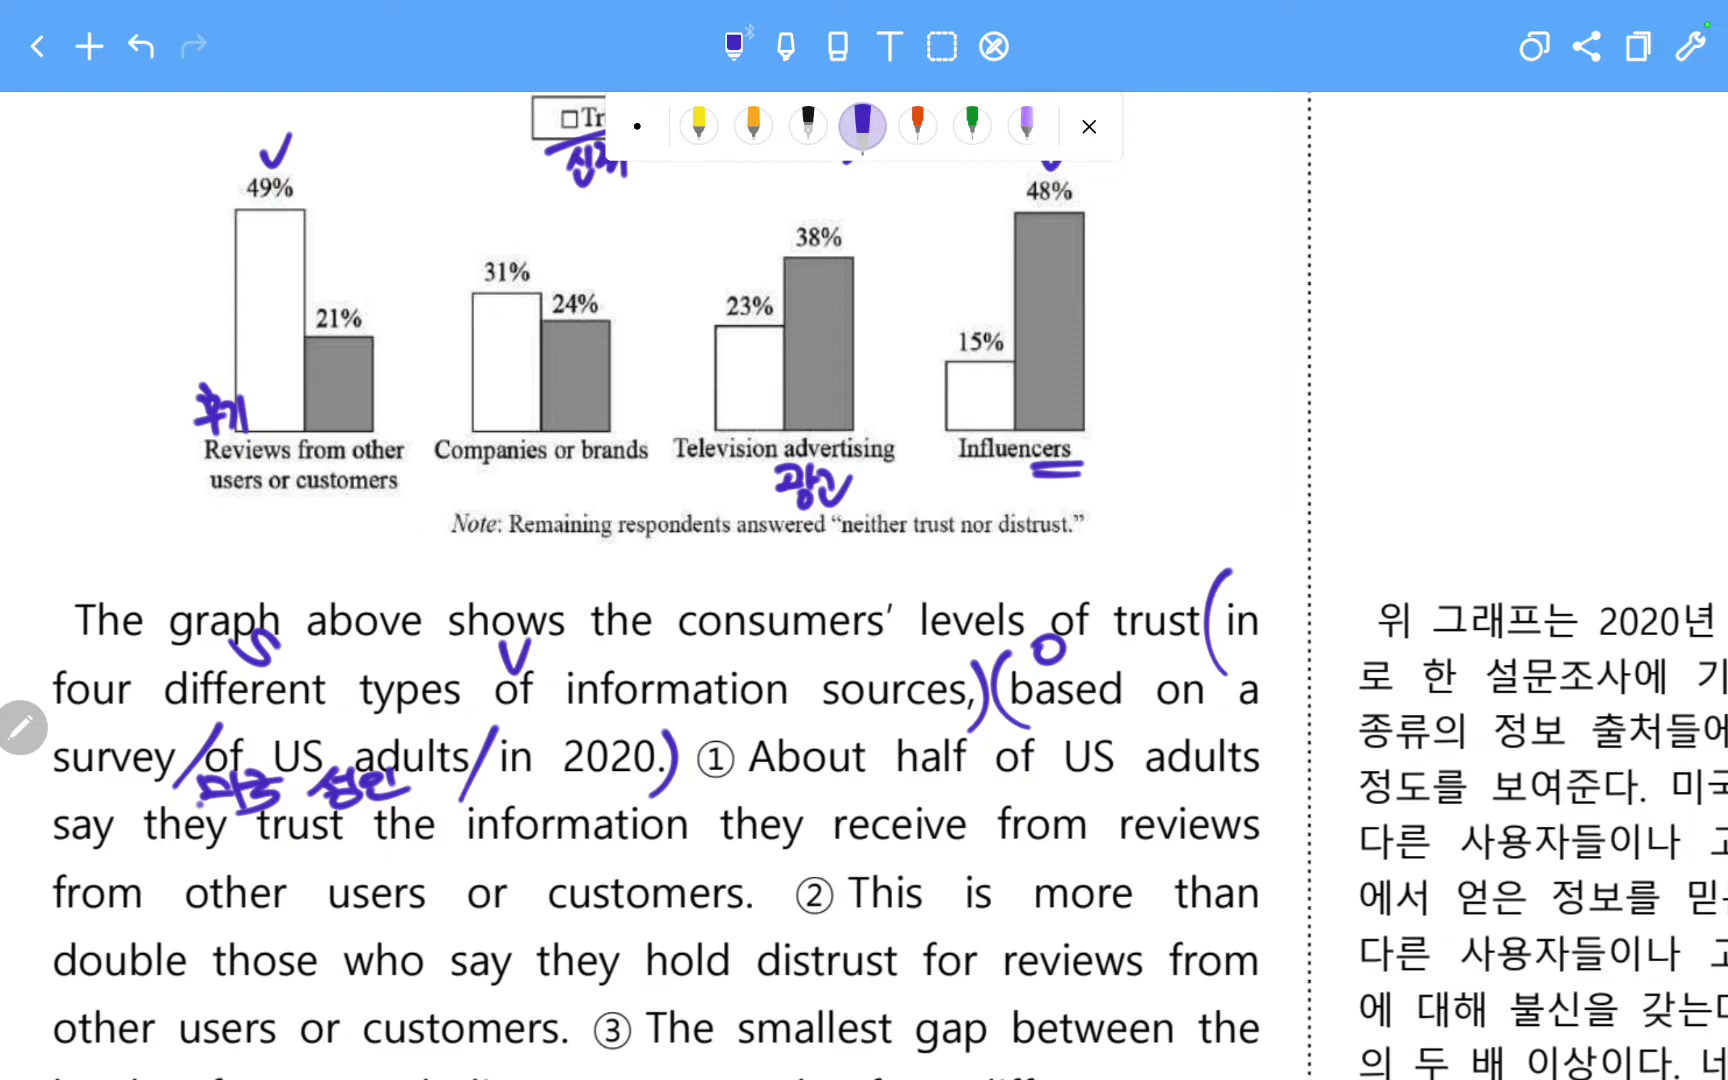 □Tr
신뢰
49%
21%
31%
24%
23%
38%
15%
48%
후기
Reviews from other
users or customers
Companies or brands
Television advertising
Influencers
광고
Note: Remaining respondents answered “neither trust nor distrust.”
The graph above shows the consumers’ levels of trust (in
S V O
four different types of information sources,) (based on a
survey / of US adults / in 2020.) ① About half of US adults
미국 성인
say they trust the information they receive from reviews
from other users or customers. ② This is more than
double those who say they hold distrust for reviews from
other users or customers. ③ The smallest gap between the
위 그래프는 2020년
로 한 설문조사에 기
종류의 정보 출처들에
정도를 보여준다. 미국
다른 사용자들이나 고
에서 얻은 정보를 믿는
다른 사용자들이나 고
에 대해 불신을 갖는다
의 두 배 이상이다. 네